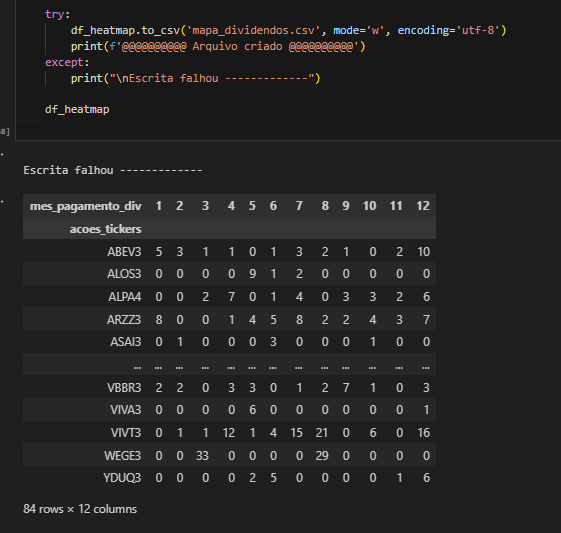 try:
df_heatmap.to_csv('mapa_dividendos.csv', mode='w', encoding='utf-8')
print(f'@@@@@@@@@@ Arquivo criado @@@@@@@@@@')
except:
print("\nEscrita falhou -------------")
df_heatmap
8]
Escrita falhou -------------
mes_pagamento_div 1 2 3 4 5 6 7 8 9 10 11 12
acoes_tickers
ABEV3 5 3 1 1 0 1 3 2 1 0 2 10
ALOS3 0 0 0 0 9 1 2 0 0 0 0 0
ALPA4 0 0 2 7 0 1 4 0 3 3 2 6
ARZZ3 8 0 0 1 4 5 8 2 2 4 3 7
ASAI3 0 1 0 0 0 3 0 0 0 1 0 0
... ... ... ... ... ... ... ... ... ... ... ... ...
VBBR3 2 2 0 3 3 0 1 2 7 1 0 3
VIVA3 0 0 0 0 6 0 0 0 0 0 0 1
VIVT3 0 1 1 12 1 4 15 21 0 6 0 16
WEGE3 0 0 33 0 0 0 0 29 0 0 0 0
YDUQ3 0 0 0 0 2 5 0 0 0 0 1 6
84 rows × 12 columns